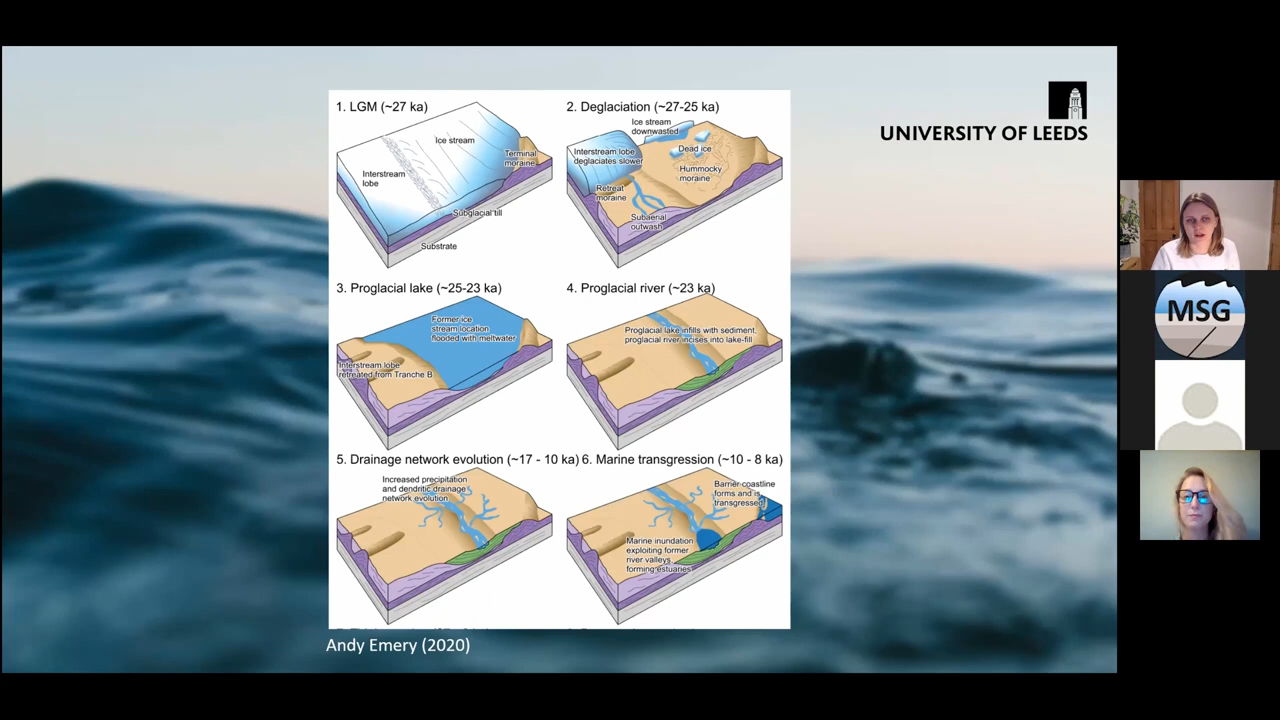 UNIVERSITY OF LEEDS
1. LGM (~27 ka)
Ice stream
Terminal
moraine
Interstream
lobe
Subglacial till
Substrate
2. Deglaciation (~27-25 ka)
Ice stream
downwasted
Interstream lobe
deglaciates slower
Dead ice
Hummocky
moraine
Retreat
moraine
Subaerial
outwash
3. Proglacial lake (~25-23 ka)
Former ice
stream location
flooded with meltwater
Interstream lobe
retreated from Tranche B
4. Proglacial river (~23 ka)
Proglacial lake infills with sediment,
proglacial river incises into lake-fill
5. Drainage network evolution (~17 - 10 ka)
Increased precipitation
and dendritic drainage
network evolution
6. Marine transgression (~10 - 8 ka)
Barrier coastline
forms and is
transgressed
Marine inundation
exploiting former
river valleys
forming estuaries
Andy Emery (2020)
MSG